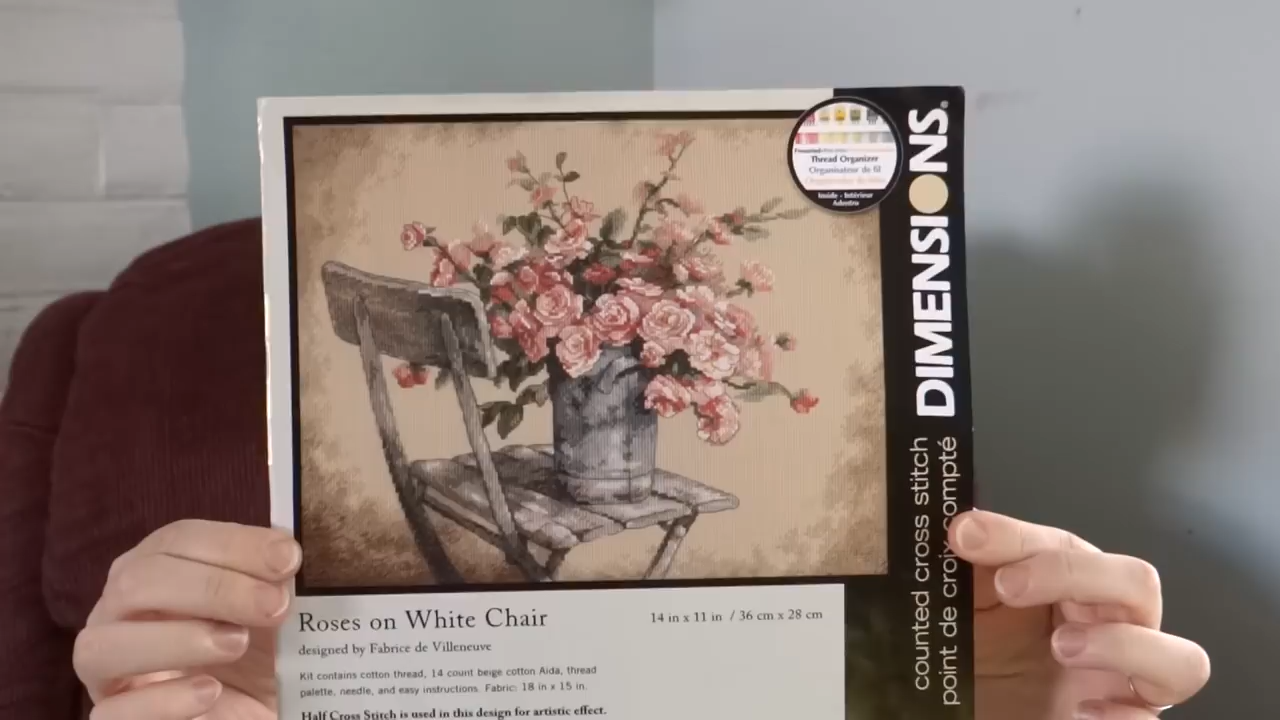 Thread Organizer
Organisateur de fil
Inside - Intérieur
Adentro
DIMENSIONS®
counted cross stitch
point de croix compté
Roses on White Chair
14 in x 11 in / 36 cm x 28 cm
designed by Fabrice de Villeneuve
Kit contains cotton thread, 14 count beige cotton Aida, thread
palette, needle, and easy instructions. Fabric: 18 in x 15 in.
Half Cross Stitch is used in this design for artistic effect.